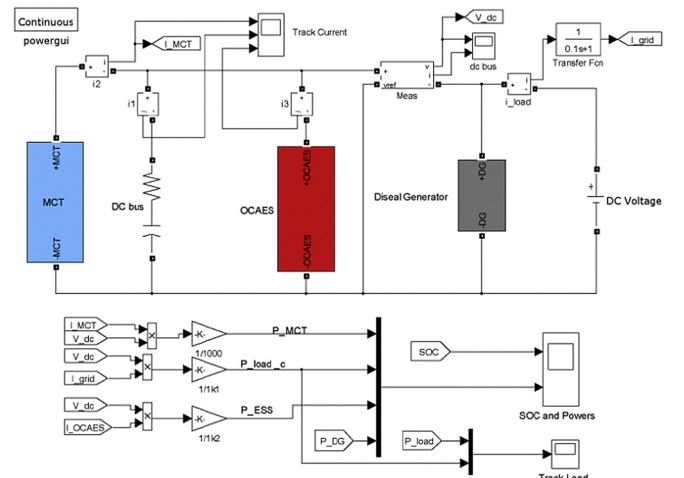 Continuous
powergui
I_MCT
Track Current
V_dc
dc bus
1
0.1s+1
Transfer Fcn
I_grid
i2
i1
i3
v
i
vref
Meas
i_load
+MCT
MCT
-MCT
DC bus
+OCAES
OCAES
-OCAES
Diseal Generator
+DG
-DG
+
DC Voltage
I_MCT
V_dc
×
-K-
1/1000
P_MCT
V_dc
I_grid
×
-K-
1/1k1
P_load_c
V_dc
I_OCAES
×
-K-
1/1k2
P_ESS
P_DG
SOC
SOC and Powers
P_load
Track Load